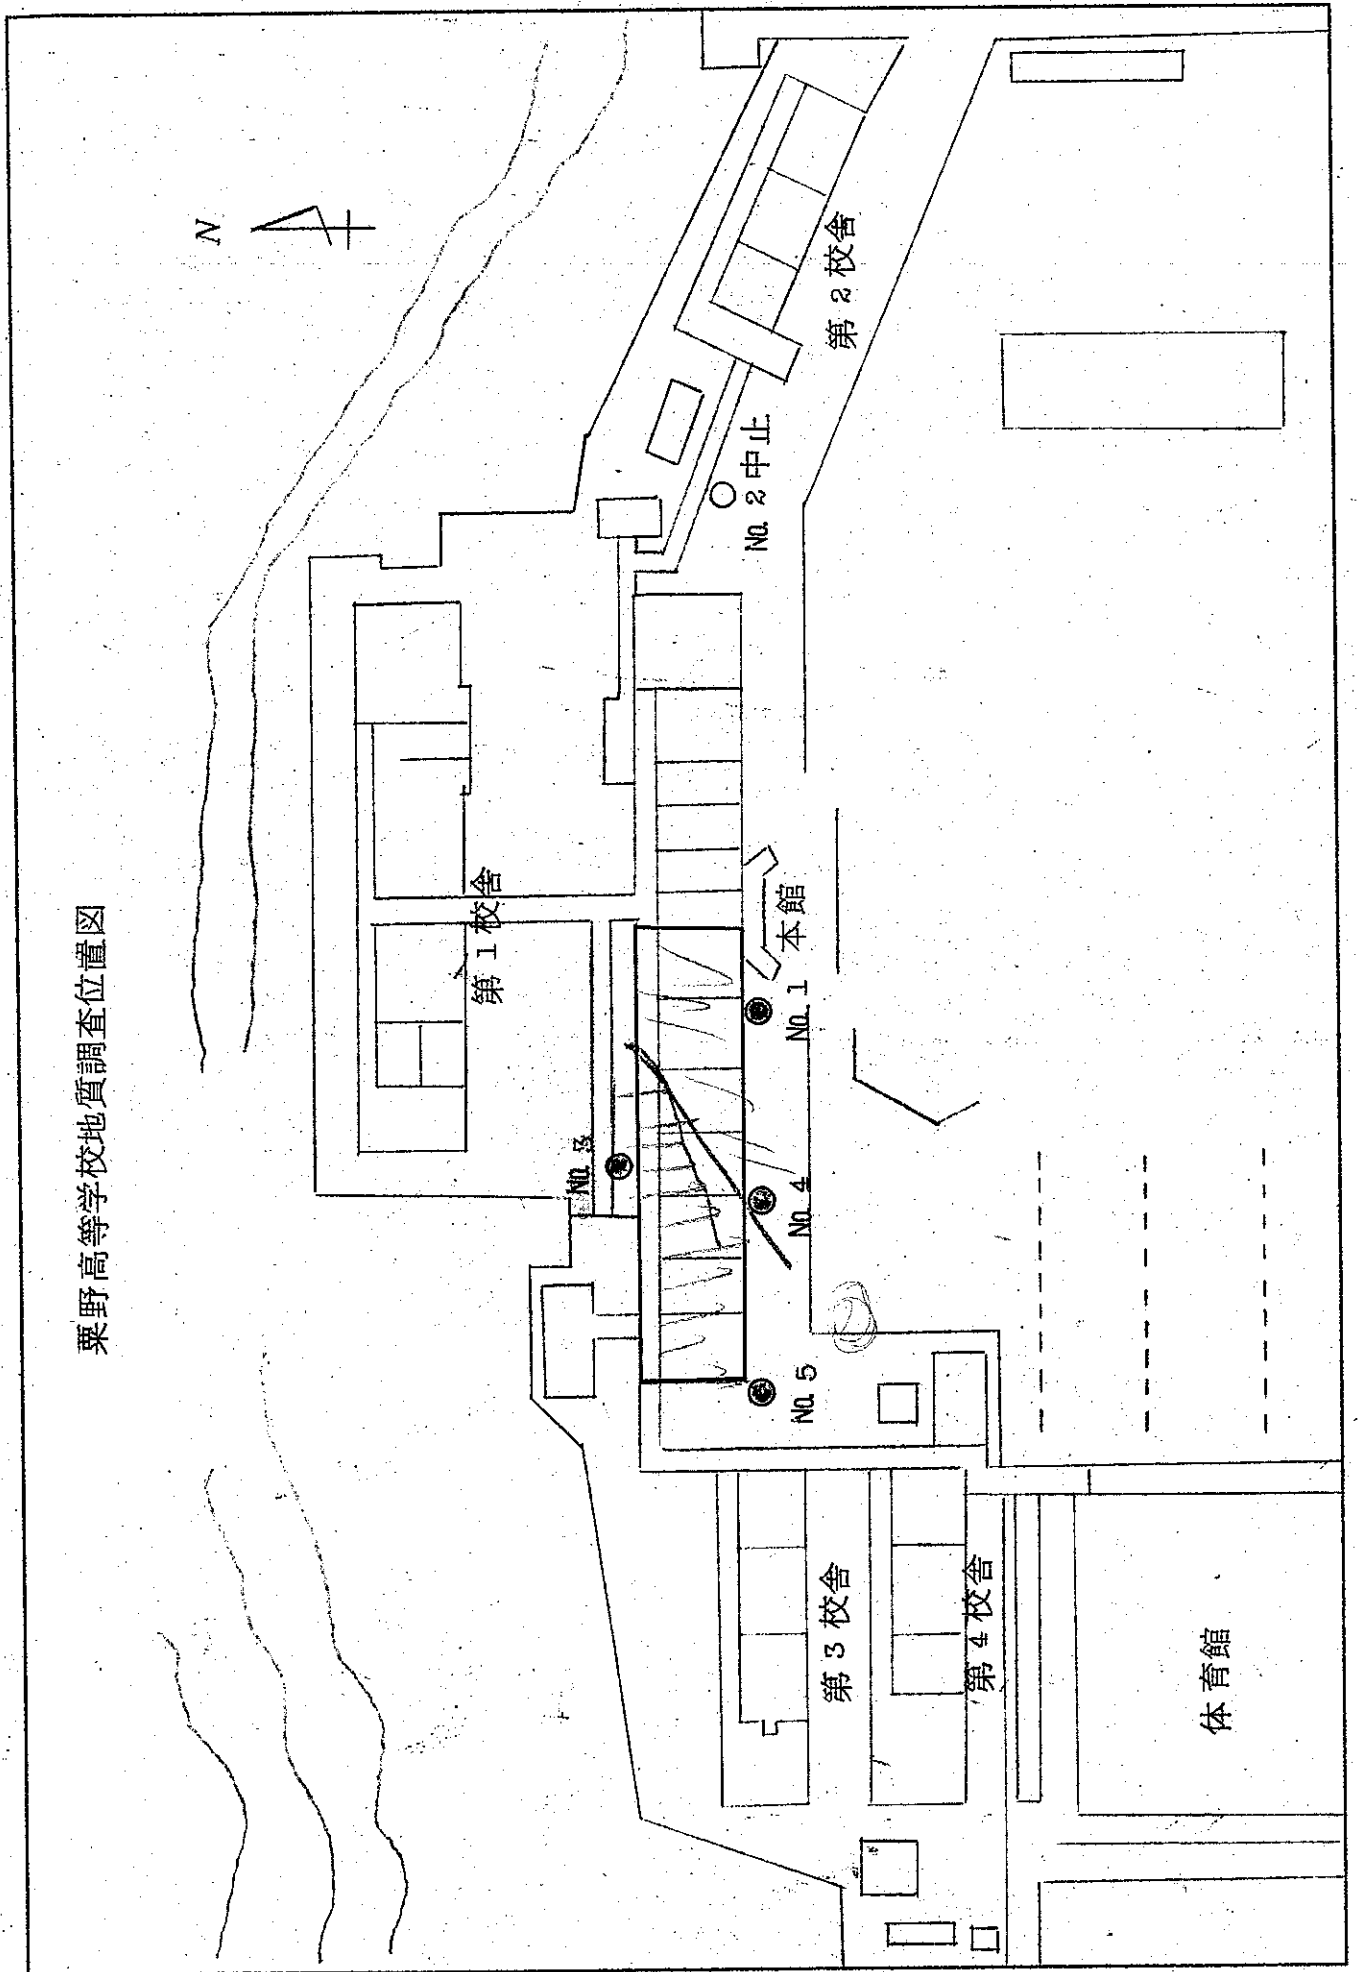 粟野高等学校地質調査位置図
N
第1校舎
第2校舎
No.2中止
本館
No.1
No.3
No.4
No.5
第3校舎
第4校舎
体育館